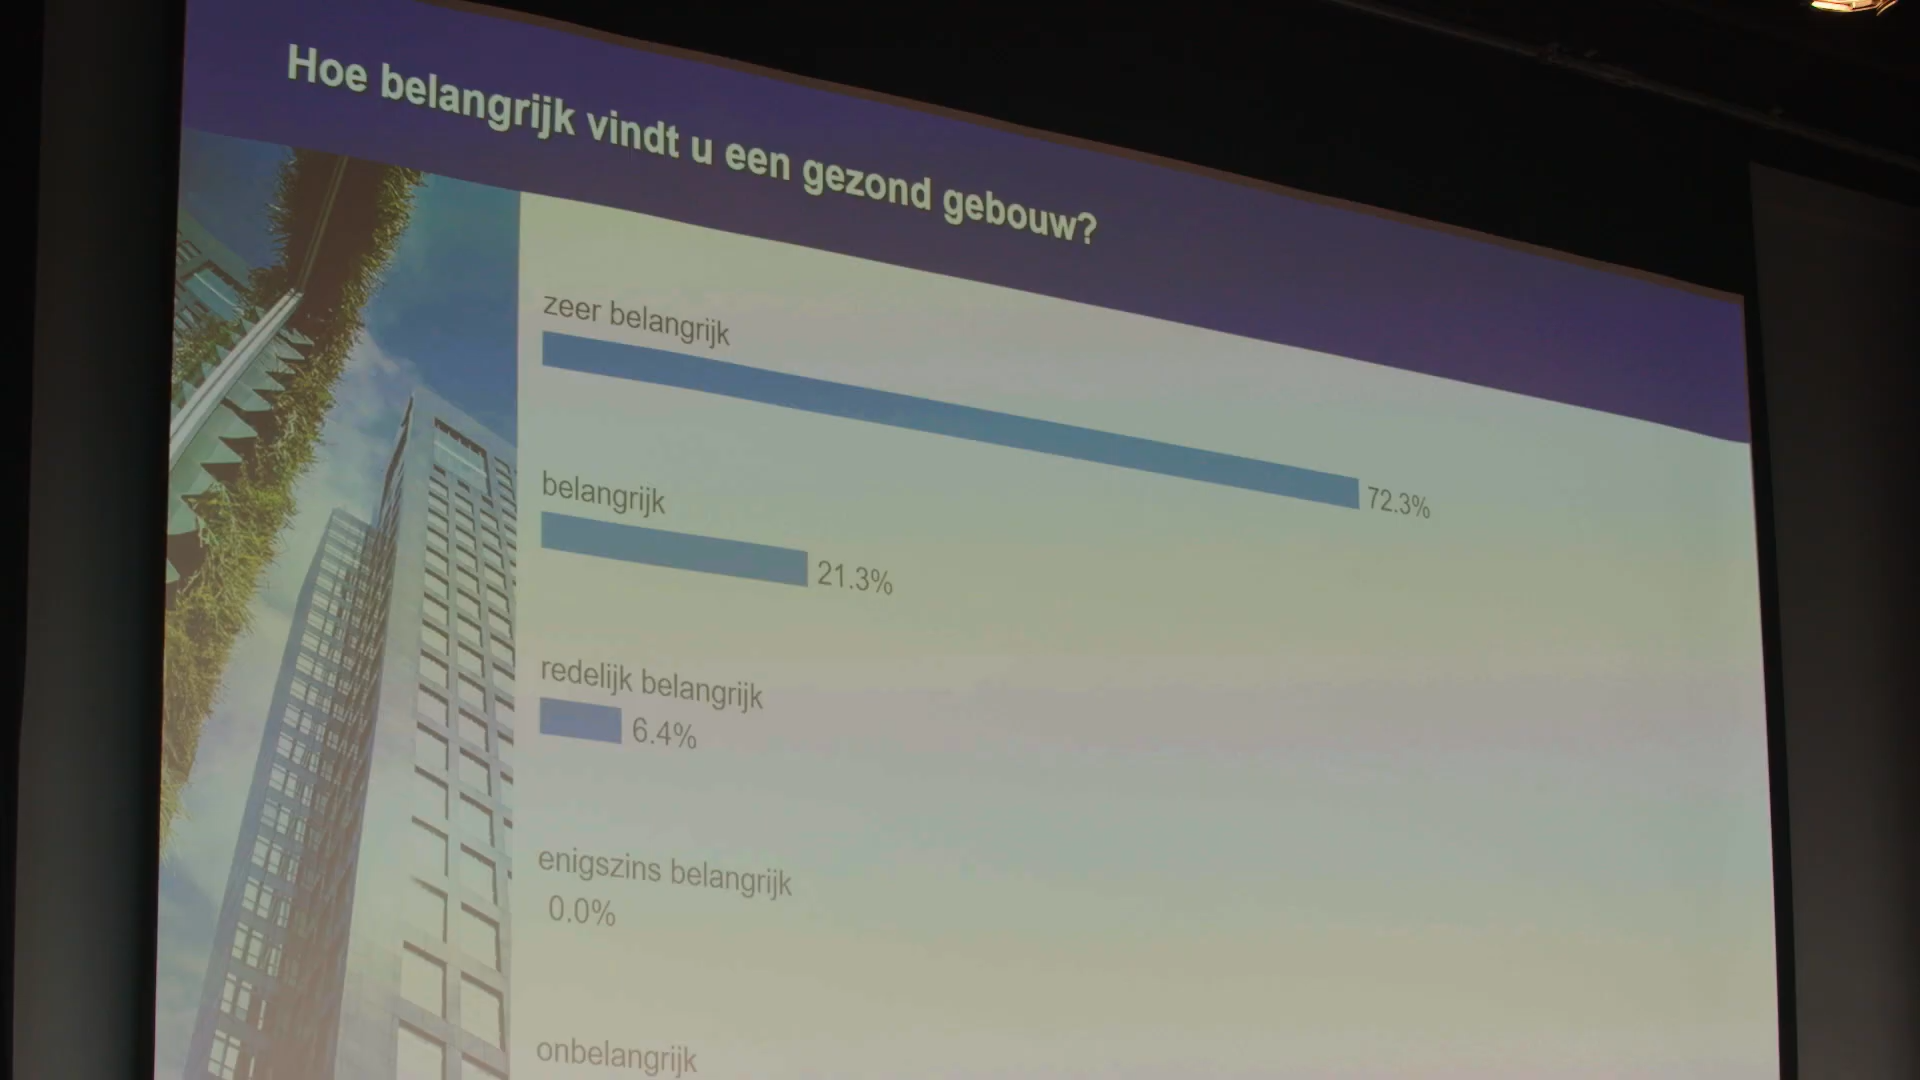 Hoe belangrijk vindt u een gezond gebouw?
zeer belangrijk
72.3%
belangrijk
21.3%
redelijk belangrijk
6.4%
enigszins belangrijk
0.0%
onbelangrijk